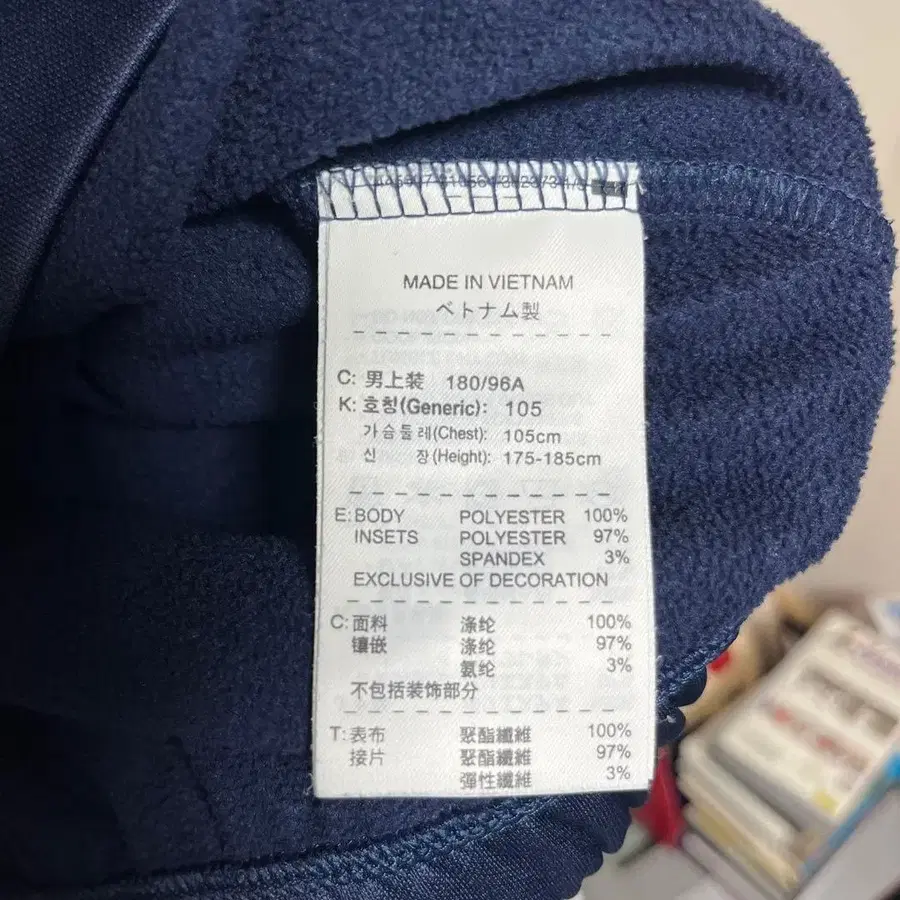 MADE IN VIETNAM
ベトナム製
C: 男上装 180/96A
K: 호칭(Generic): 105
가슴둘레(Chest): 105cm
신 장(Height): 175-185cm
E: BODY POLYESTER 100%
INSETS POLYESTER 97%
SPANDEX 3%
EXCLUSIVE OF DECORATION
C: 面料 涤纶 100%
镶嵌 涤纶 97%
氨纶 3%
不包括装饰部分
T: 表布 聚酯纖維 100%
接片 聚酯纖維 97%
彈性纖維 3%